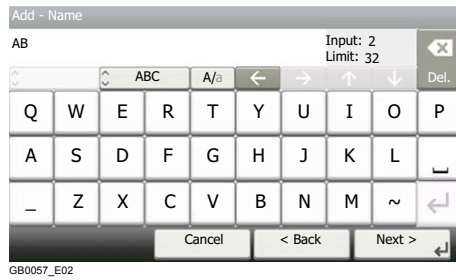 Add - Name
AB
Input: 2
Limit: 32
ABC A/a ← → ↑ ↓ Del.
Q W E R T Y U I O P
A S D F G H J K L
_ Z X C V B N M ~
Cancel < Back Next >
GB0057_E02